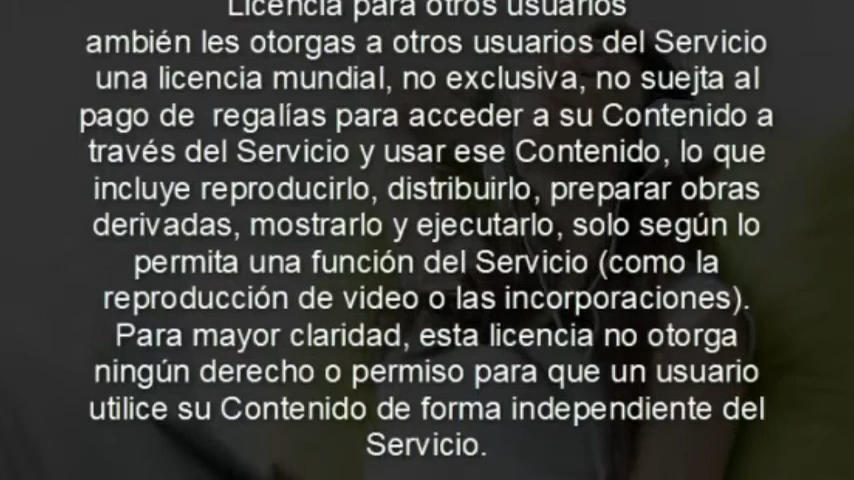 Licencia para otros usuarios
ambién les otorgas a otros usuarios del Servicio
una licencia mundial, no exclusiva, no suejta al
pago de  regalías para acceder a su Contenido a
través del Servicio y usar ese Contenido, lo que
incluye reproducirlo, distribuirlo, preparar obras
derivadas, mostrarlo y ejecutarlo, solo según lo
permita una función del Servicio (como la
reproducción de video o las incorporaciones).
Para mayor claridad, esta licencia no otorga
ningún derecho o permiso para que un usuario
utilice su Contenido de forma independiente del
Servicio.